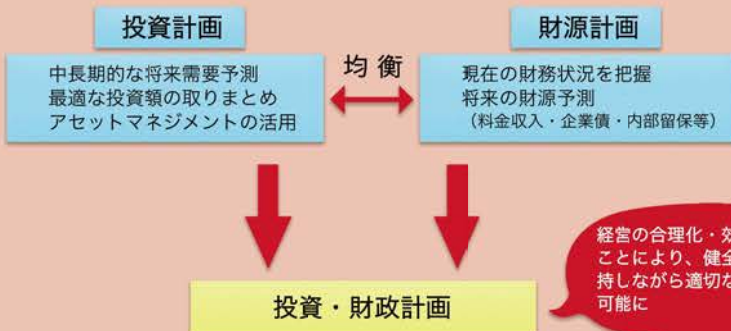 投資計画
中長期的な将来需要予測
最適な投資額の取りまとめ
アセットマネジメントの活用
均衡
財源計画
現在の財務状況を把握
将来の財源予測
(料金収入・企業債・内部留保等)
投資・財政計画
経営の合理化・効
ことにより、健全
持しながら適切な
可能に